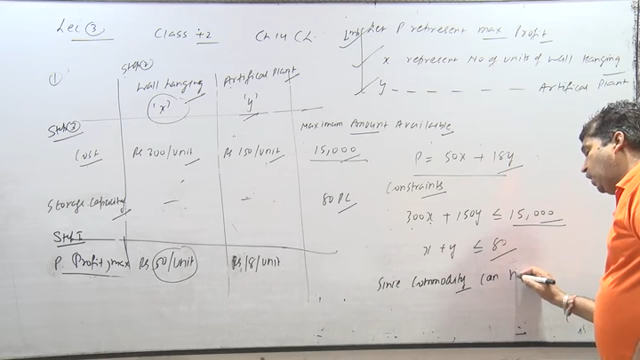 Lec ③ Class +2 Ch 14 CL
Let P represent max Profit
x represent No of units of Wall Hanging
y — — — — — — Artifical Plant
Step ②
① Wall hanging Artifical Plant
'x' 'y'
Step ③ Maximum Amount Available
Cost Rs 300/unit Rs 150/unit 15,000
Storage Capacity — — 80 Pc
Step I
P. Profit, max Rs 50/unit Rs 18/unit
P = 50x + 18y
Constraints
300x + 150y ≤ 15,000
x + y ≤ 80
Since Commodity Can n